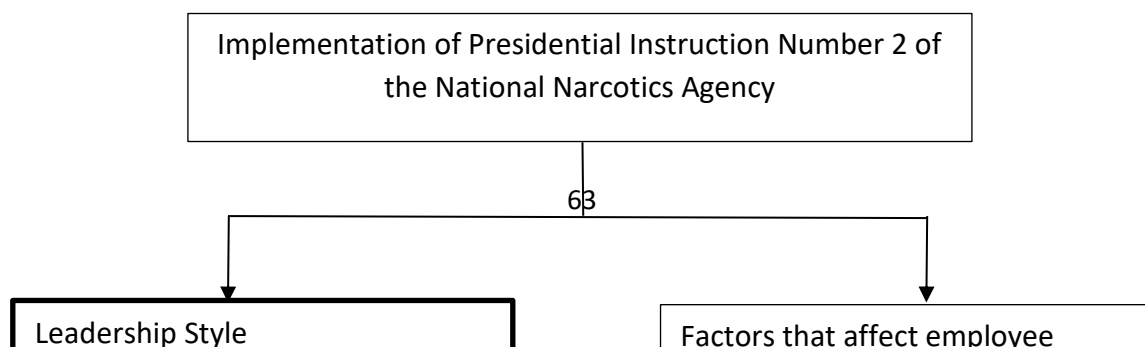 Implementation of Presidential Instruction Number 2 of
the National Narcotics Agency
63
Leadership Style
Factors that affect employee